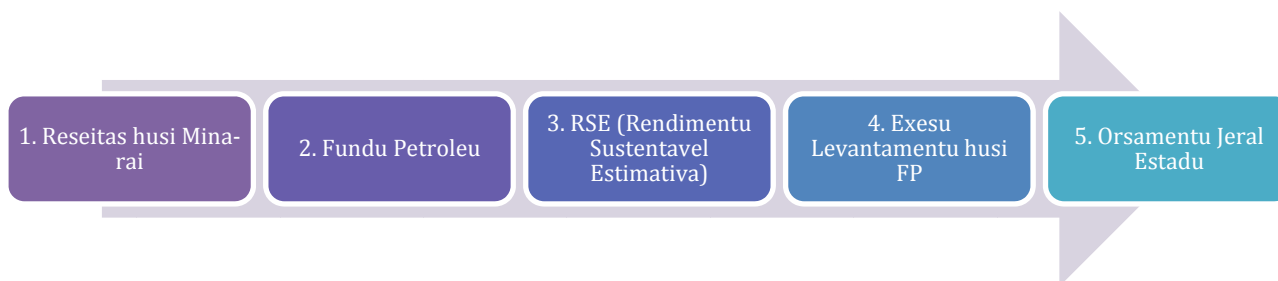 1. Reseitas husi Mina-
rai
2. Fundu Petroleu
3. RSE (Rendimentu
Sustentavel
Estimativa)
4. Exesu
Levantamentu husi
FP
5. Orsamentu Jeral
Estadu